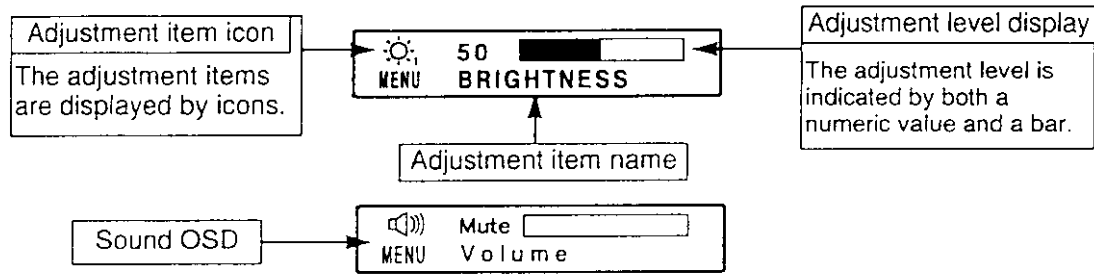 Adjustment item icon
The adjustment items
are displayed by icons.
50
MENU BRIGHTNESS
Adjustment level display
The adjustment level is
indicated by both a
numeric value and a bar.
Adjustment item name
Sound OSD
Mute
MENU Volume